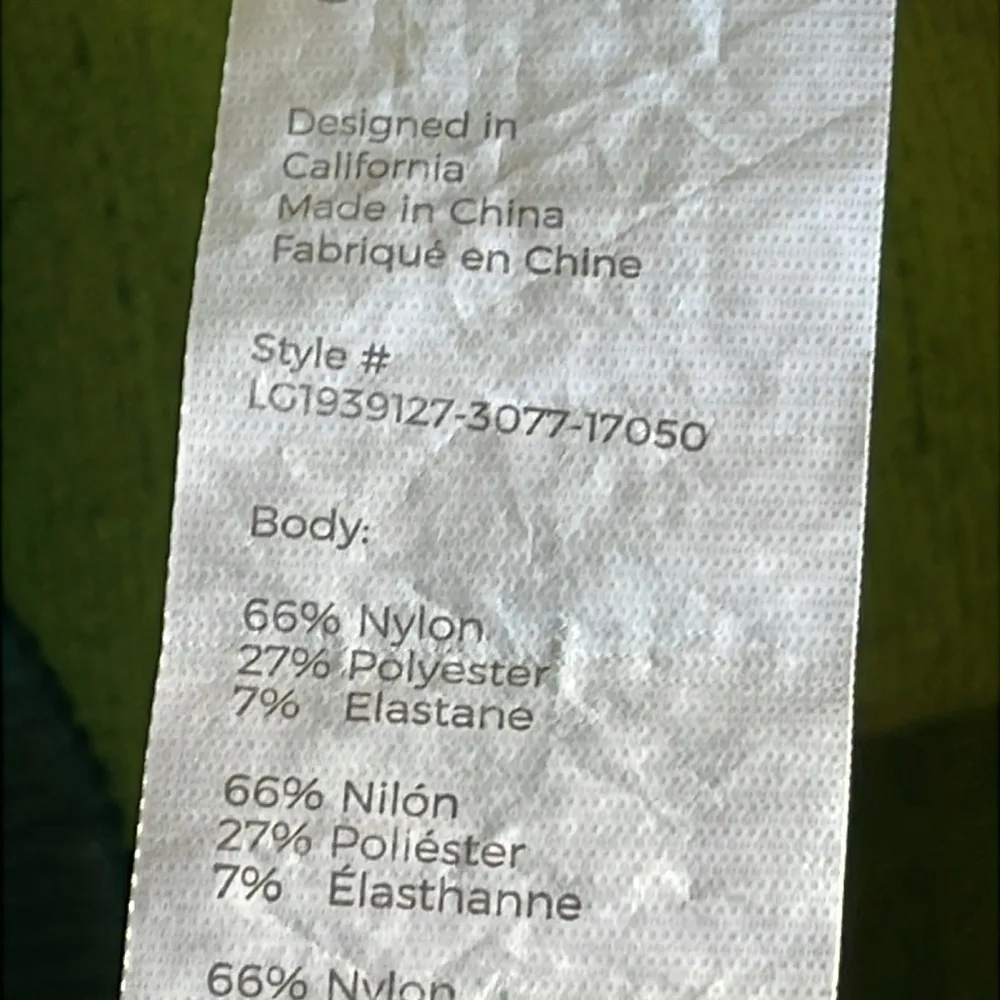 Designed in
California
Made in China
Fabriqué en Chine
Style #
LG1939127-3077-17050
Body:
66% Nylon
27% Polyester
7% Elastane
66% Nilón
27% Poliéster
7% Élasthanne
66% Nylon